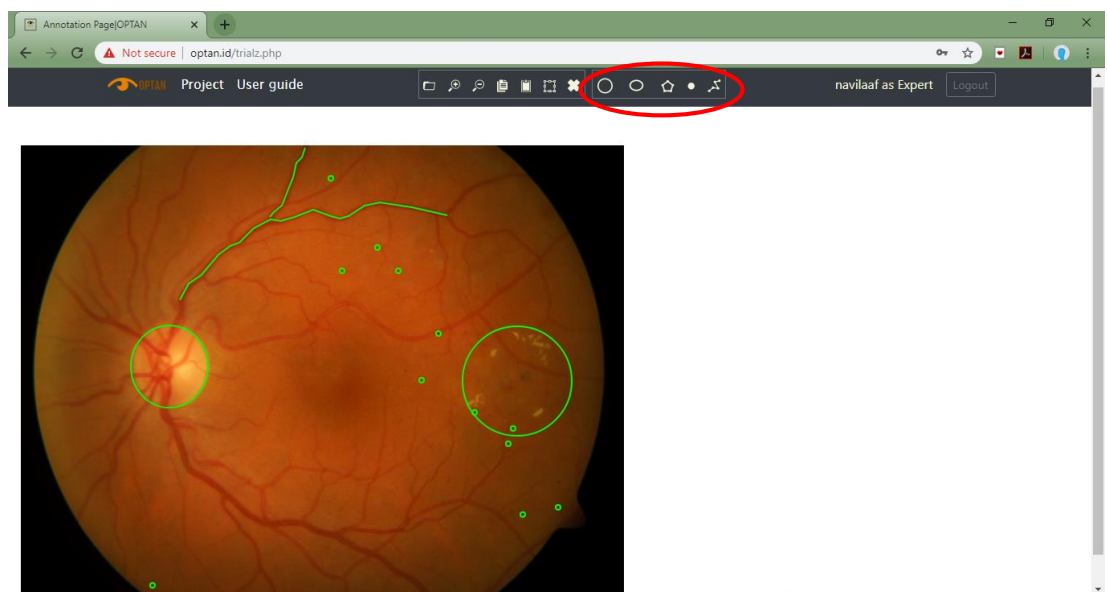 Annotation Page|OPTAN
Not secure | optan.id/trialz.php
OPTAN Project User guide navilaaf as Expert Logout